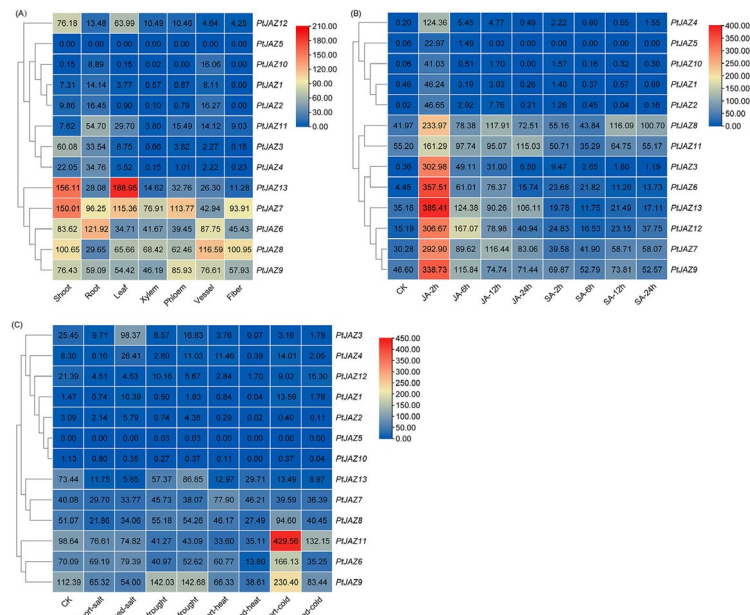 (A)
76.18 13.48 63.99 10.49 10.46 4.04 4.25 PtJAZ12
0.00 0.00 0.00 0.00 0.00 0.00 0.00 PtJAZ5
0.15 8.89 0.15 0.02 0.00 16.06 0.00 PtJAZ10
7.31 14.14 3.77 0.57 0.87 8.11 0.00 PtJAZ1
9.86 16.45 0.90 0.10 0.79 16.27 0.00 PtJAZ2
7.62 54.70 29.70 3.80 15.49 14.12 9.03 PtJAZ11
60.08 33.54 6.75 0.66 3.82 2.27 0.15 PtJAZ3
22.05 34.76 5.52 0.15 1.01 2.22 0.23 PtJAZ4
156.11 28.08 188.95 14.62 32.76 26.30 11.28 PtJAZ13
150.01 96.25 115.36 76.91 113.77 42.94 93.91 PtJAZ7
83.62 121.92 34.06 30.71 34.51 87.75 45.43 PtJAZ6
100.65 29.65 65.66 68.42 62.46 116.59 100.95 PtJAZ8
76.43 59.09 54.42 46.19 85.93 76.61 57.93 PtJAZ9
Shoot Root Leaf Xylem Phloem Vessel Fiber
210.00
180.00
150.00
120.00
90.00
60.00
30.00
0.00
(B)
0.20 124.36 5.45 4.77 0.49 2.22 0.80 0.55 1.55 PtJAZ4
0.06 22.97 1.49 0.03 0.00 0.00 0.00 0.00 0.00 PtJAZ5
0.06 41.03 0.51 1.70 0.00 1.57 0.16 0.32 0.30 PtJAZ10
0.46 46.24 3.19 3.03 0.26 1.40 0.37 0.57 0.89 PtJAZ1
0.02 46.65 2.92 7.76 0.21 1.26 0.45 0.04 0.16 PtJAZ2
41.97 233.97 78.38 117.91 72.51 55.16 43.84 116.09 100.70 PtJAZ8
55.20 161.29 97.74 95.07 115.03 50.71 35.29 64.75 55.17 PtJAZ11
0.36 302.98 49.11 31.00 6.50 9.47 2.65 1.80 1.19 PtJAZ3
4.45 357.51 61.01 76.37 15.74 23.68 21.82 11.20 13.73 PtJAZ6
35.18 385.41 124.38 90.26 106.11 19.78 11.75 21.49 17.11 PtJAZ13
15.19 306.67 167.07 78.98 40.94 24.83 16.53 23.15 37.75 PtJAZ12
30.28 292.90 89.62 116.44 83.06 39.58 41.90 58.71 58.07 PtJAZ7
46.60 338.73 115.84 74.74 71.44 69.87 52.79 73.81 52.57 PtJAZ9
CK JA-2h JA-6h JA-12h JA-24h SA-2h SA-6h SA-12h SA-24h
400.00
350.00
300.00
250.00
200.00
150.00
100.00
50.00
0.00
(C)
25.45 9.71 98.37 6.57 16.83 3.76 0.07 3.16 1.79 PtJAZ3
8.30 8.16 26.41 2.80 11.03 11.46 0.39 14.01 2.05 PtJAZ4
21.39 4.51 4.53 10.16 5.67 2.84 1.70 9.02 15.30 PtJAZ12
1.47 0.74 10.39 0.50 1.83 0.84 0.04 13.59 1.78 PtJAZ1
3.09 2.14 5.79 0.74 4.38 0.29 0.02 0.40 0.11 PtJAZ2
0.00 0.00 0.00 0.03 0.03 0.00 0.00 0.00 0.00 PtJAZ5
1.13 0.80 0.35 0.27 0.37 0.11 0.00 0.37 0.04 PtJAZ10
73.44 11.75 5.85 57.37 86.85 12.97 29.71 13.49 8.97 PtJAZ13
40.08 29.70 33.77 45.73 38.07 77.90 46.21 39.59 36.39 PtJAZ7
51.07 21.86 34.06 55.18 54.26 46.17 27.49 94.60 40.45 PtJAZ8
98.64 76.61 74.82 41.27 43.09 33.60 35.11 429.56 132.15 PtJAZ11
70.09 69.19 79.39 40.97 52.62 60.77 13.80 166.13 35.25 PtJAZ6
112.39 65.32 54.00 142.03 142.68 66.33 38.61 230.40 83.44 PtJAZ9
CK
450.00
400.00
350.00
300.00
250.00
200.00
150.00
100.00
50.00
0.00